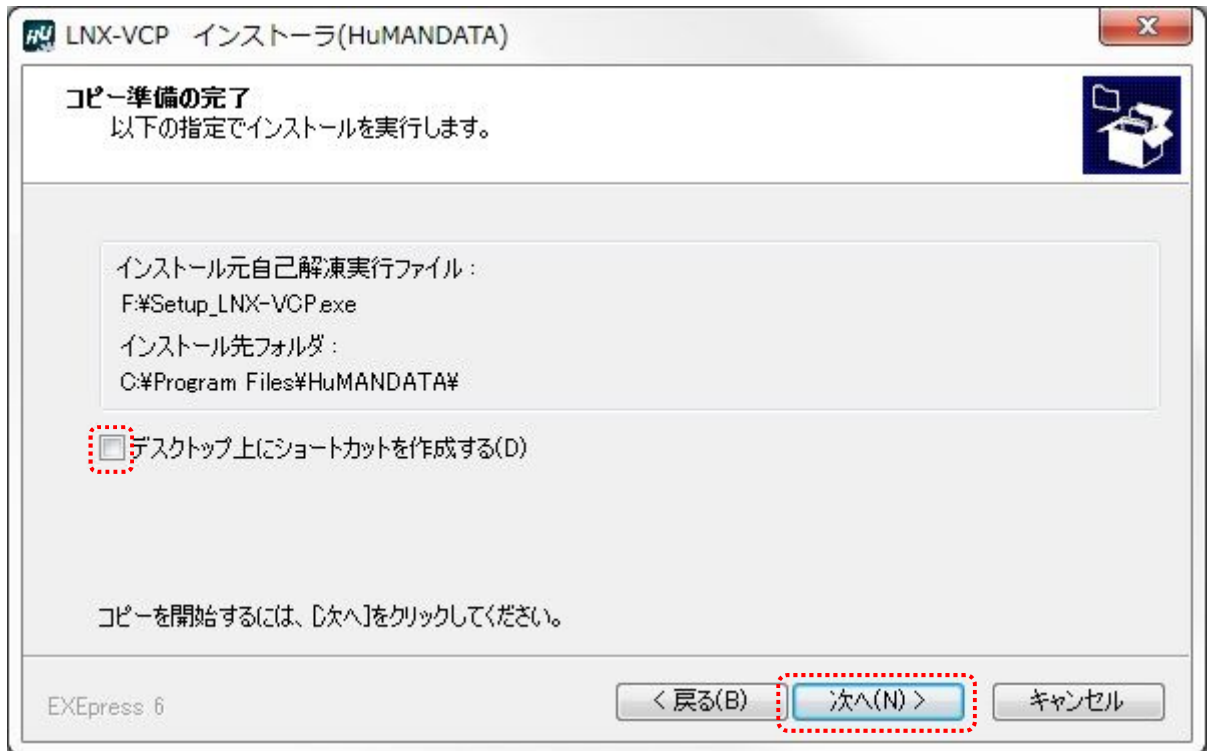 LNX-VCP インストーラ(HuMANDATA)
コピー準備の完了
以下の指定でインストールを実行します。
インストール元自己解凍実行ファイル：
F:¥Setup_LNX-VCP.exe
インストール先フォルダ：
C:¥Program Files¥HuMANDATA¥
デスクトップ上にショートカットを作成する(D)
コピーを開始するには、[次へ]をクリックしてください。
EXEpress 6
< 戻る(B)
次へ(N) >
キャンセル